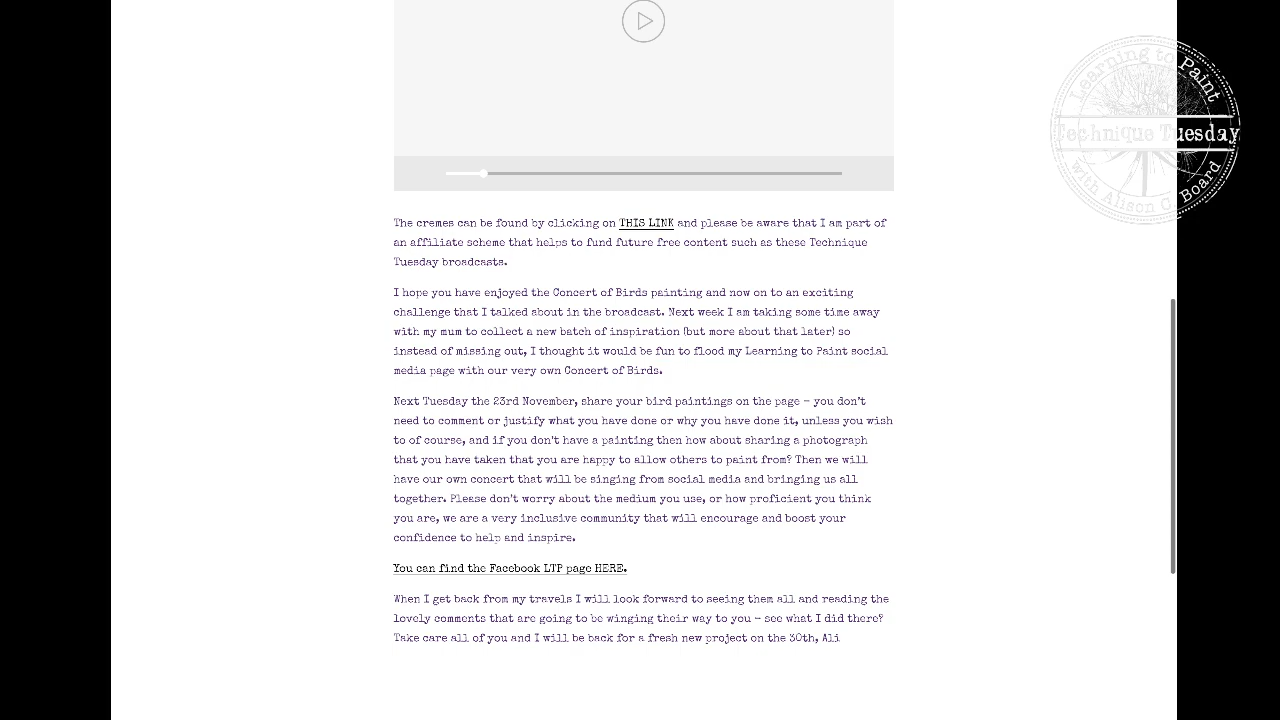 Learning to Paint
Technique Tuesday
with Alison C. Board
The course can be found by clicking on THIS LINK and please be aware that I am part of
an affiliate scheme that helps to fund future free content such as these Technique
Tuesday broadcasts.
I hope you have enjoyed the Concert of Birds painting and now on to an exciting
challenge that I talked about in the broadcast. Next week I am taking some time away
with my mum to collect a new batch of inspiration (but more about that later) so
instead of missing out, I thought it would be fun to flood my Learning to Paint social
media page with our very own Concert of Birds.
Next Tuesday the 23rd November, share your bird paintings on the page – you don't
need to comment or justify what you have done or why you have done it, unless you wish
to of course, and if you don't have a painting then how about sharing a photograph
that you have taken that you are happy to allow others to paint from? Then we will
have our own concert that will be singing from social media and bringing us all
together. Please don't worry about the medium you use, or how proficient you think
you are, we are a very inclusive community that will encourage and boost your
confidence to help and inspire.
You can find the Facebook LTP page HERE.
When I get back from my travels I will look forward to seeing them all and reading the
lovely comments that are going to be winging their way to you – see what I did there?
Take care all of you and I will be back for a fresh new project on the 30th, Ali